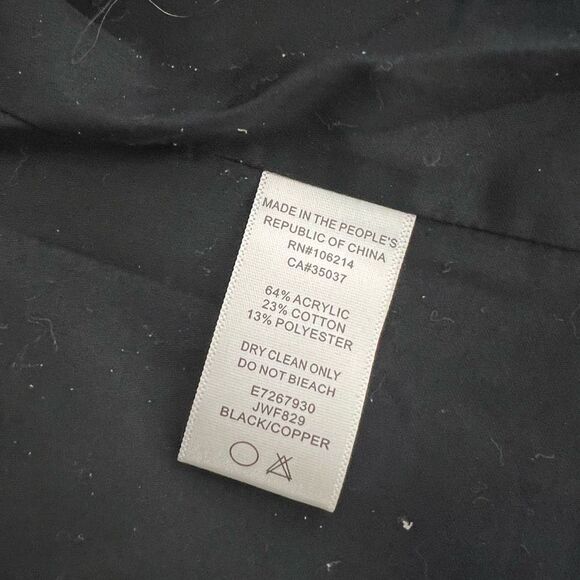 MADE IN THE PEOPLE'S
REPUBLIC OF CHINA
RN#106214
CA#35037
64% ACRYLIC
23% COTTON
13% POLYESTER
DRY CLEAN ONLY
DO NOT BIEACH
E7267930
JWF829
BLACK/COPPER